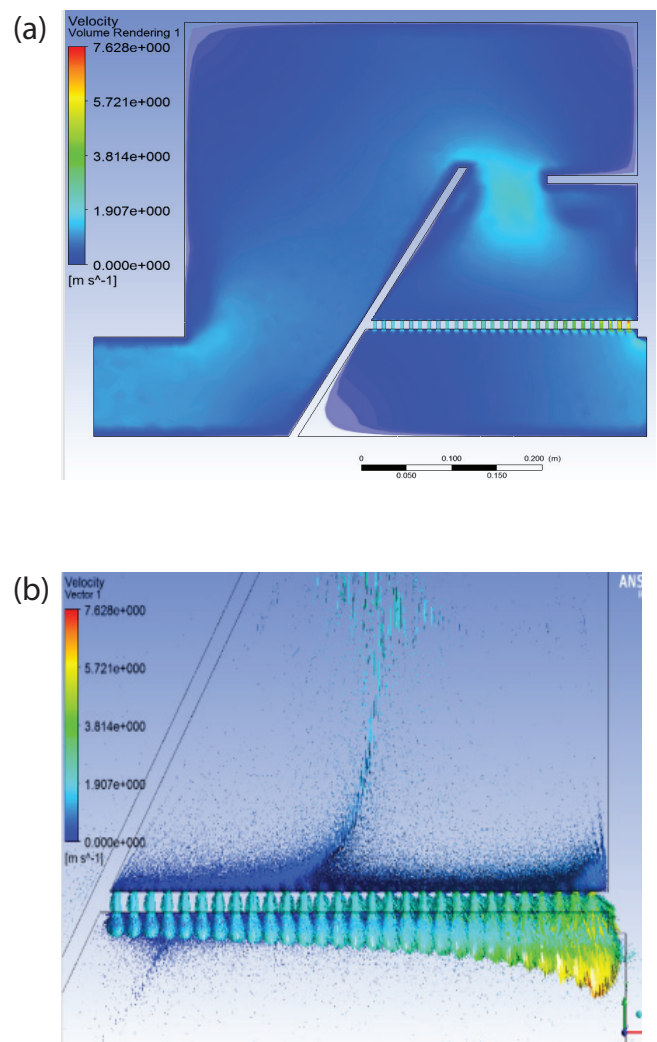 (a)
Velocity
Volume Rendering 1
7.628e+000
5.721e+000
3.814e+000
1.907e+000
0.000e+000
[m s^-1]
0 0.100 0.200 (m)
0.050 0.150
(b)
Velocity
Vector 1
7.628e+000
5.721e+000
3.814e+000
1.907e+000
0.000e+000
[m s^-1]
ANS